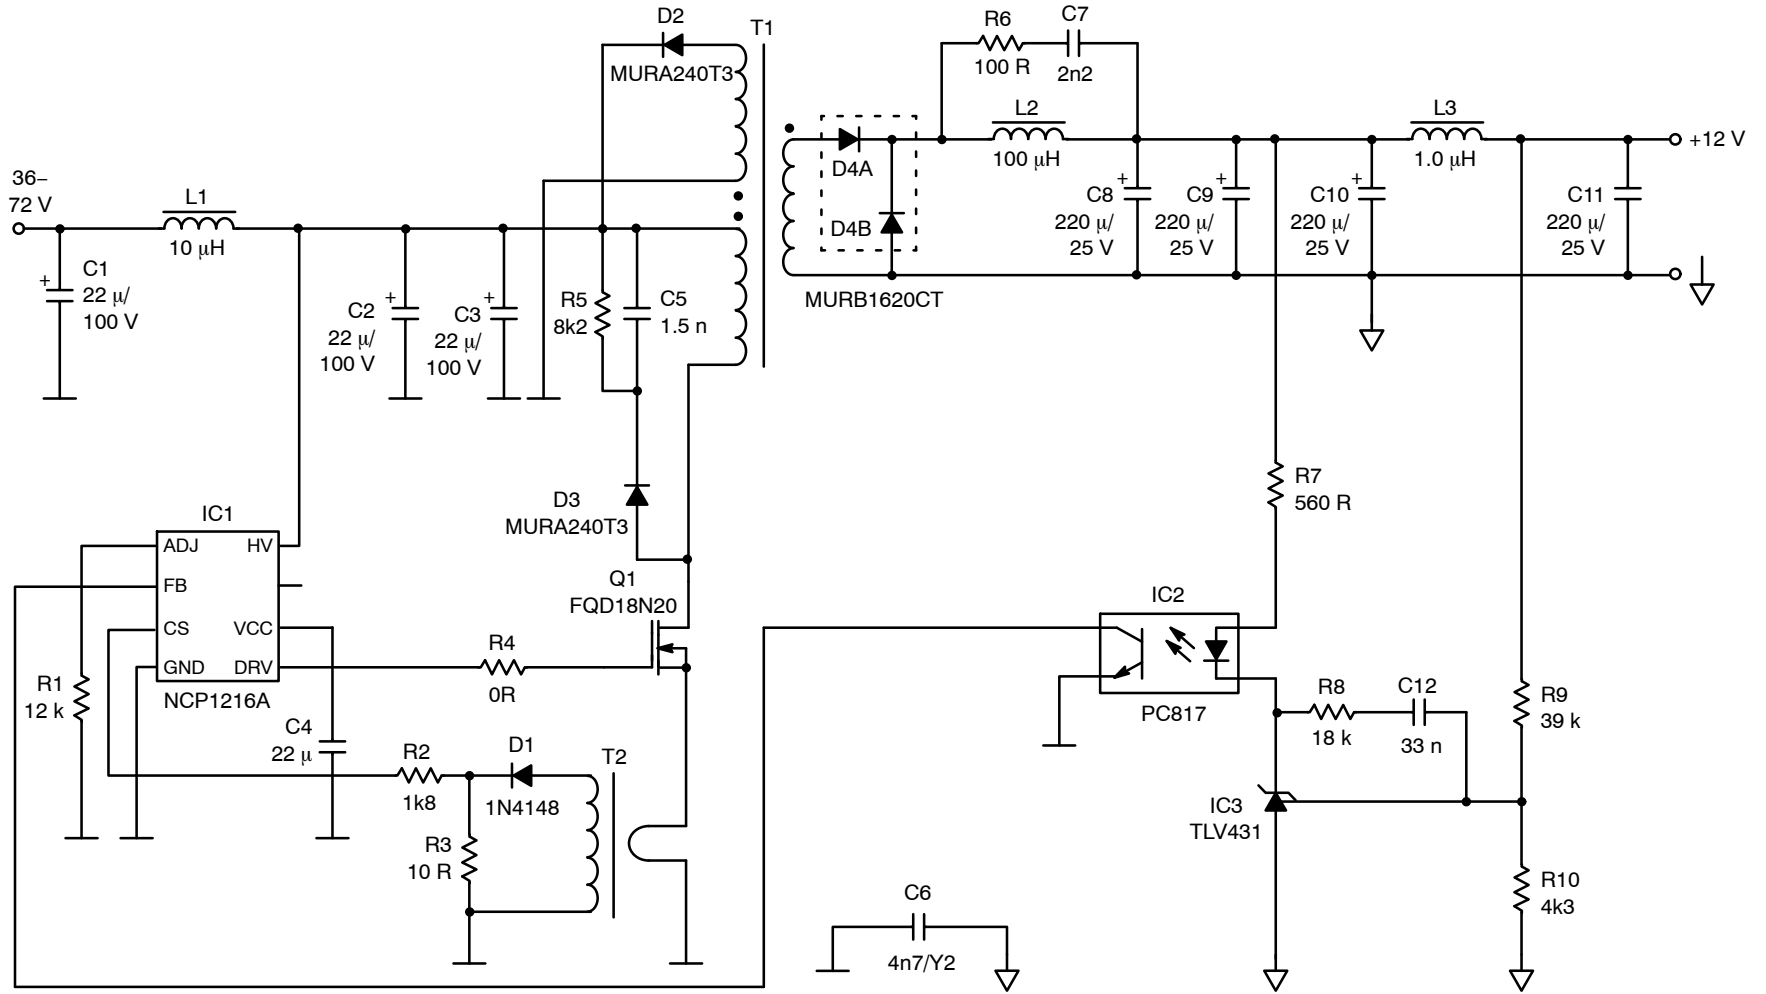 D2
MURA240T3
T1
R6
100 R
C7
2n2
L2
100 μH
L3
1.0 μH
+12 V
D4A
D4B
MURB1620CT
+
C8
220 μ/
25 V
+
C9
220 μ/
25 V
+
C10
220 μ/
25 V
C11
220 μ/
25 V
36–
72 V
L1
10 μH
+
C1
22 μ/
100 V
+
C2
22 μ/
100 V
+
C3
22 μ/
100 V
R5
8k2
C5
1.5 n
D3
MURA240T3
R7
560 R
IC1
ADJ
HV
FB
CS
VCC
GND
DRV
NCP1216A
R1
12 k
C4
22 μ
R4
0R
Q1
FQD18N20
R2
1k8
D1
1N4148
T2
R3
10 R
IC2
PC817
R8
18 k
C12
33 n
R9
39 k
IC3
TLV431
R10
4k3
C6
4n7/Y2